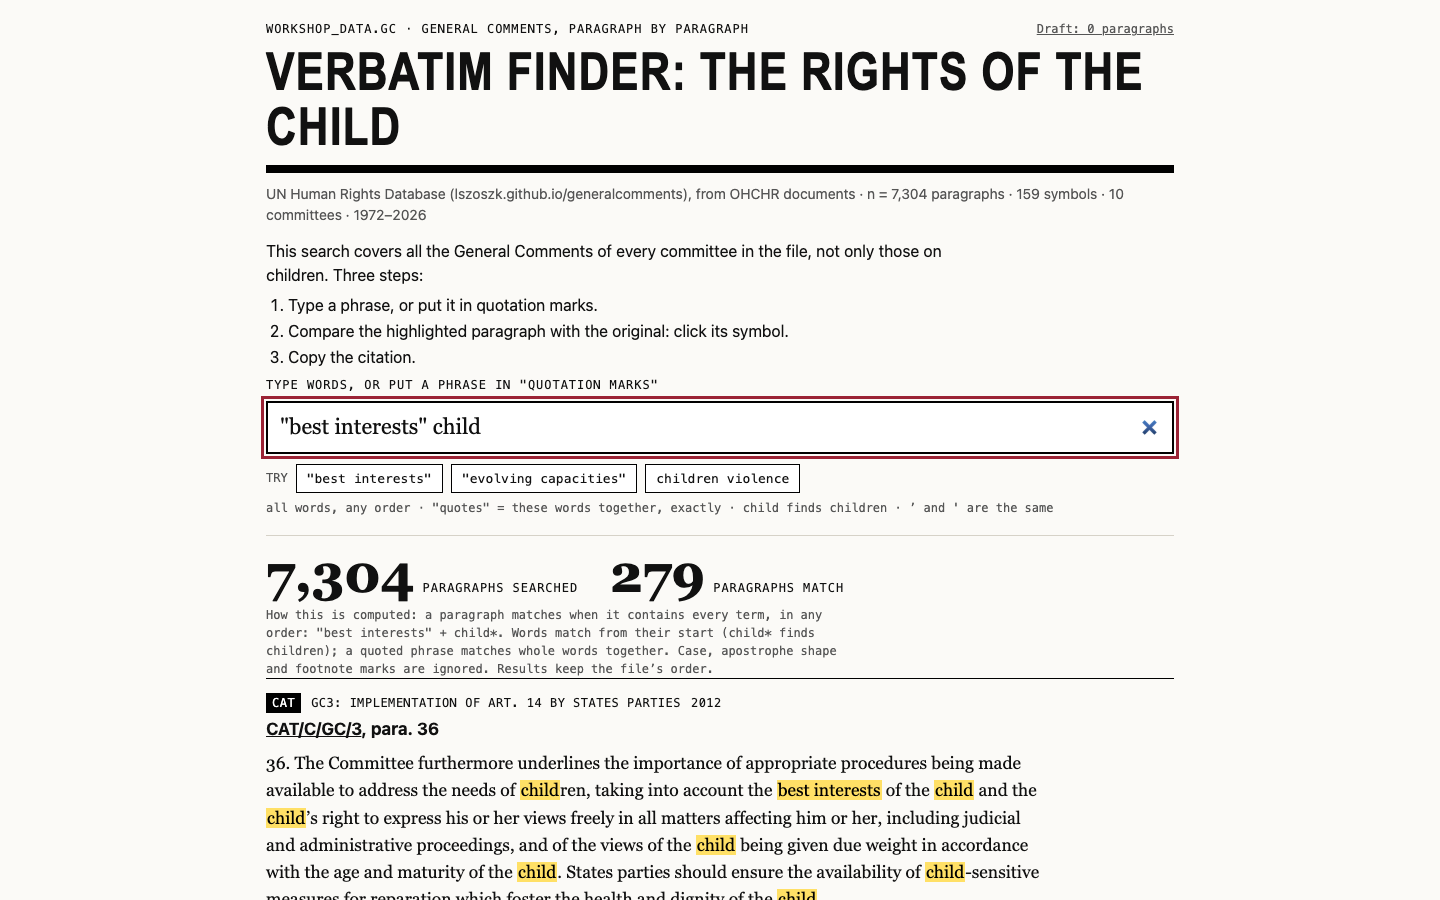 WORKSHOP_DATA.GC · GENERAL COMMENTS, PARAGRAPH BY PARAGRAPH
Draft: 0 paragraphs
VERBATIM FINDER: THE RIGHTS OF THE
CHILD
UN Human Rights Database (lszoszk.github.io/generalcomments), from OHCHR documents · n = 7,304 paragraphs · 159 symbols · 10
committees · 1972–2026
This search covers all the General Comments of every committee in the file, not only those on
children. Three steps:
1. Type a phrase, or put it in quotation marks.
2. Compare the highlighted paragraph with the original: click its symbol.
3. Copy the citation.
TYPE WORDS, OR PUT A PHRASE IN "QUOTATION MARKS"
"best interests" child
TRY "best interests" "evolving capacities" children violence
all words, any order · "quotes" = these words together, exactly · child finds children · ’ and ' are the same
7,304 PARAGRAPHS SEARCHED 279 PARAGRAPHS MATCH
How this is computed: a paragraph matches when it contains every term, in any
order: "best interests" + child*. Words match from their start (child* finds
children); a quoted phrase matches whole words together. Case, apostrophe shape
and footnote marks are ignored. Results keep the file’s order.
CAT GC3: IMPLEMENTATION OF ART. 14 BY STATES PARTIES 2012
CAT/C/GC/3, para. 36
36. The Committee furthermore underlines the importance of appropriate procedures being made
available to address the needs of children, taking into account the best interests of the child and the
child’s right to express his or her views freely in all matters affecting him or her, including judicial
and administrative proceedings, and of the views of the child being given due weight in accordance
with the age and maturity of the child. States parties should ensure the availability of child-sensitive
measures for reparation which foster the health and dignity of the child.